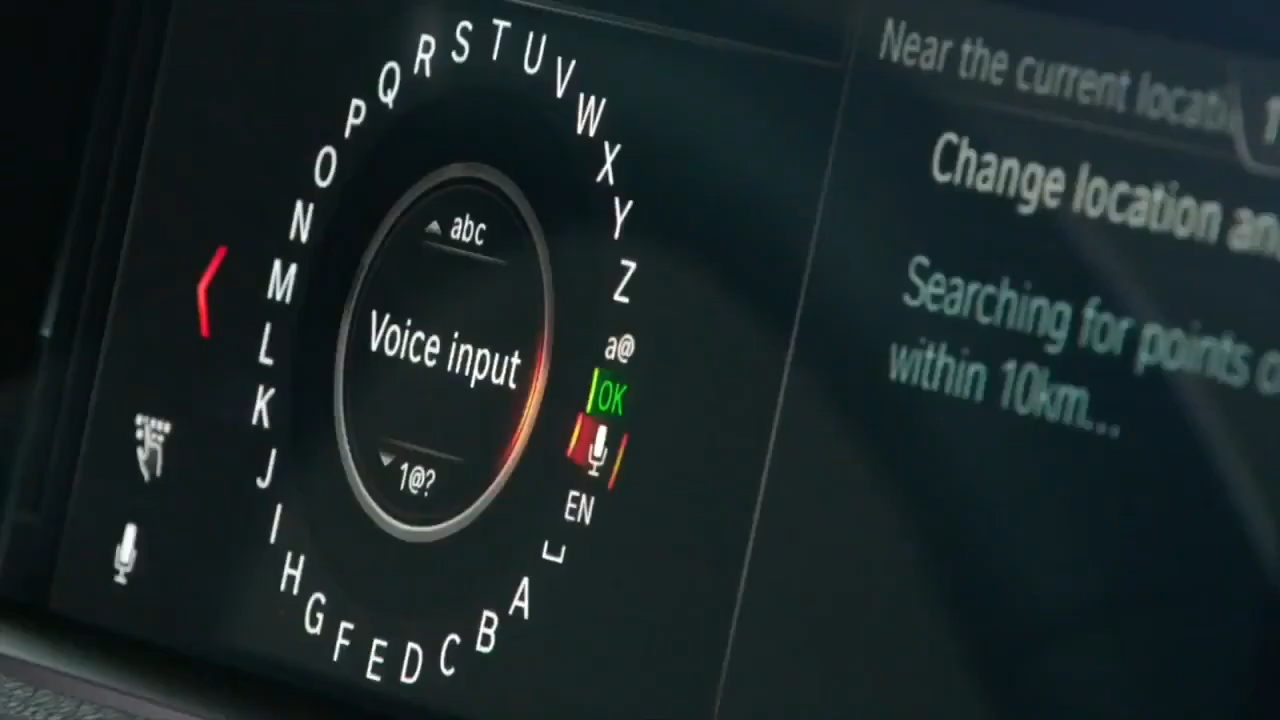 A
B
C
D
E
F
G
H
I
J
K
L
M
N
O
P
Q
R
S
T
U
V
W
X
Y
Z
a@
OK
EN
abc
Voice input
1@?
Near the current
Change location
Searching for points
within 10km...